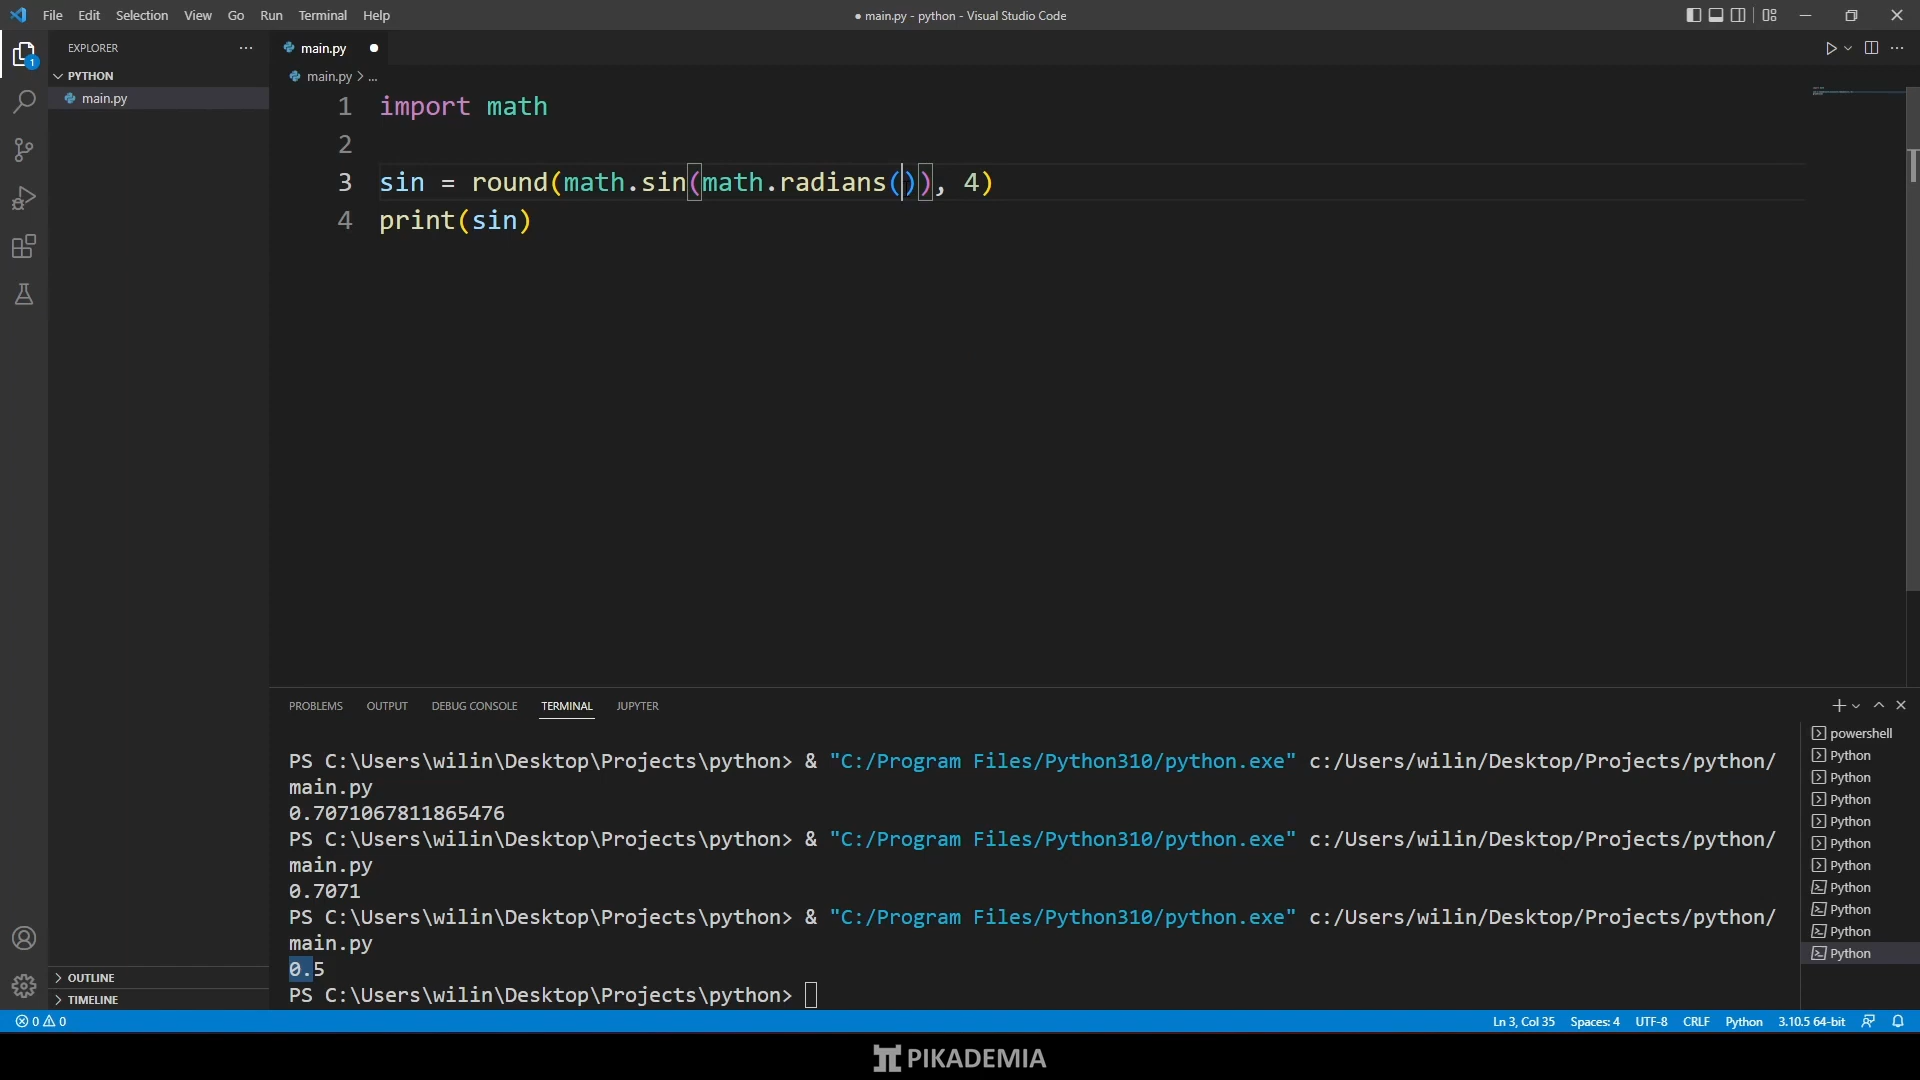 File Edit Selection View Go Run Terminal Help
● main.py - python - Visual Studio Code
EXPLORER
PYTHON
main.py
1
main.py
main.py > ...
1 import math
2
3 sin = round(math.sin(math.radians()), 4)
4 print(sin)
PROBLEMS OUTPUT DEBUG CONSOLE TERMINAL JUPYTER
PS C:\Users\wilin\Desktop\Projects\python> & "C:/Program Files/Python310/python.exe" c:/Users/wilin/Desktop/Projects/python/
main.py
0.7071067811865476
PS C:\Users\wilin\Desktop\Projects\python> & "C:/Program Files/Python310/python.exe" c:/Users/wilin/Desktop/Projects/python/
main.py
0.7071
PS C:\Users\wilin\Desktop\Projects\python> & "C:/Program Files/Python310/python.exe" c:/Users/wilin/Desktop/Projects/python/
main.py
0.5
PS C:\Users\wilin\Desktop\Projects\python>
powershell
Python
Python
Python
Python
Python
Python
Python
Python
Python
Python
OUTLINE
TIMELINE
0 0
Ln 3, Col 35 Spaces: 4 UTF-8 CRLF Python 3.10.5 64-bit
PIKADEMIA